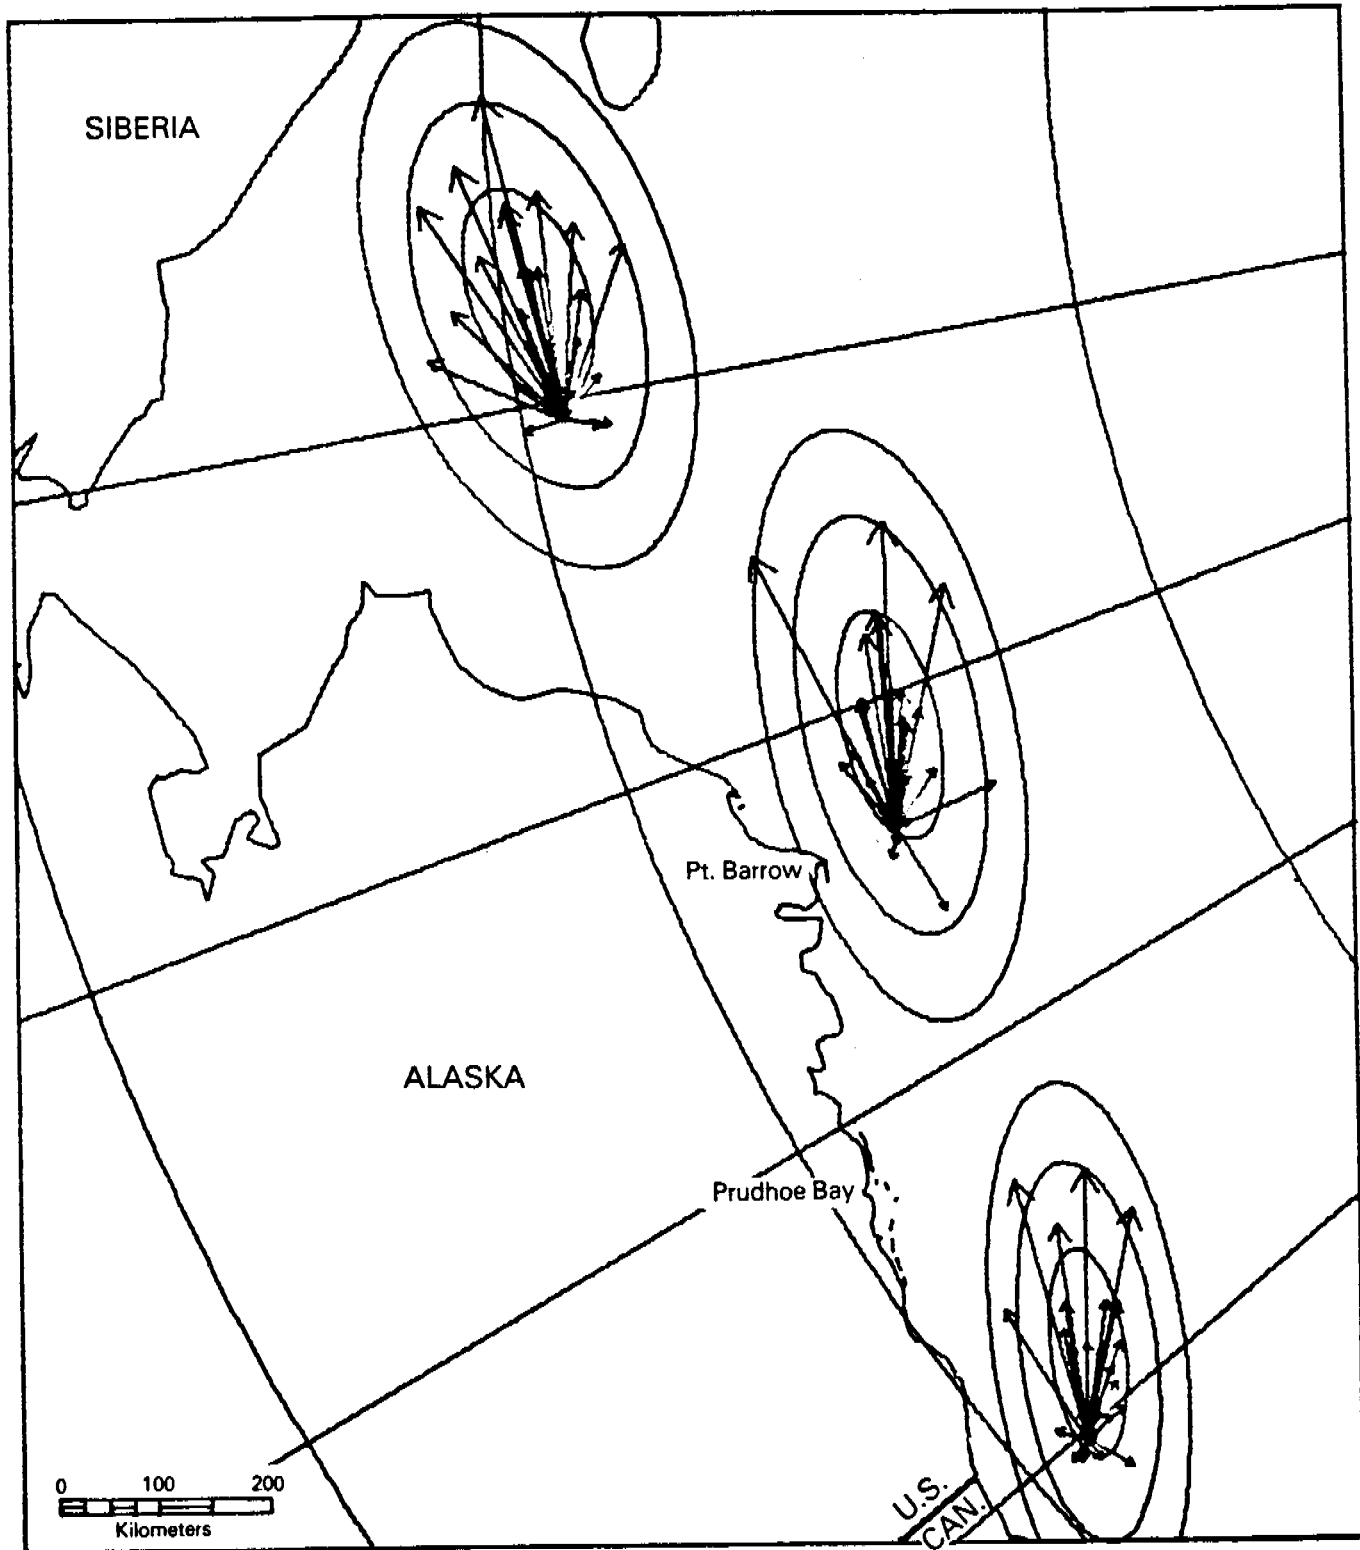 SIBERIA
Pt. Barrow
ALASKA
Prudhoe Bay
0 100 200
Kilometers
U.S.
CAN.